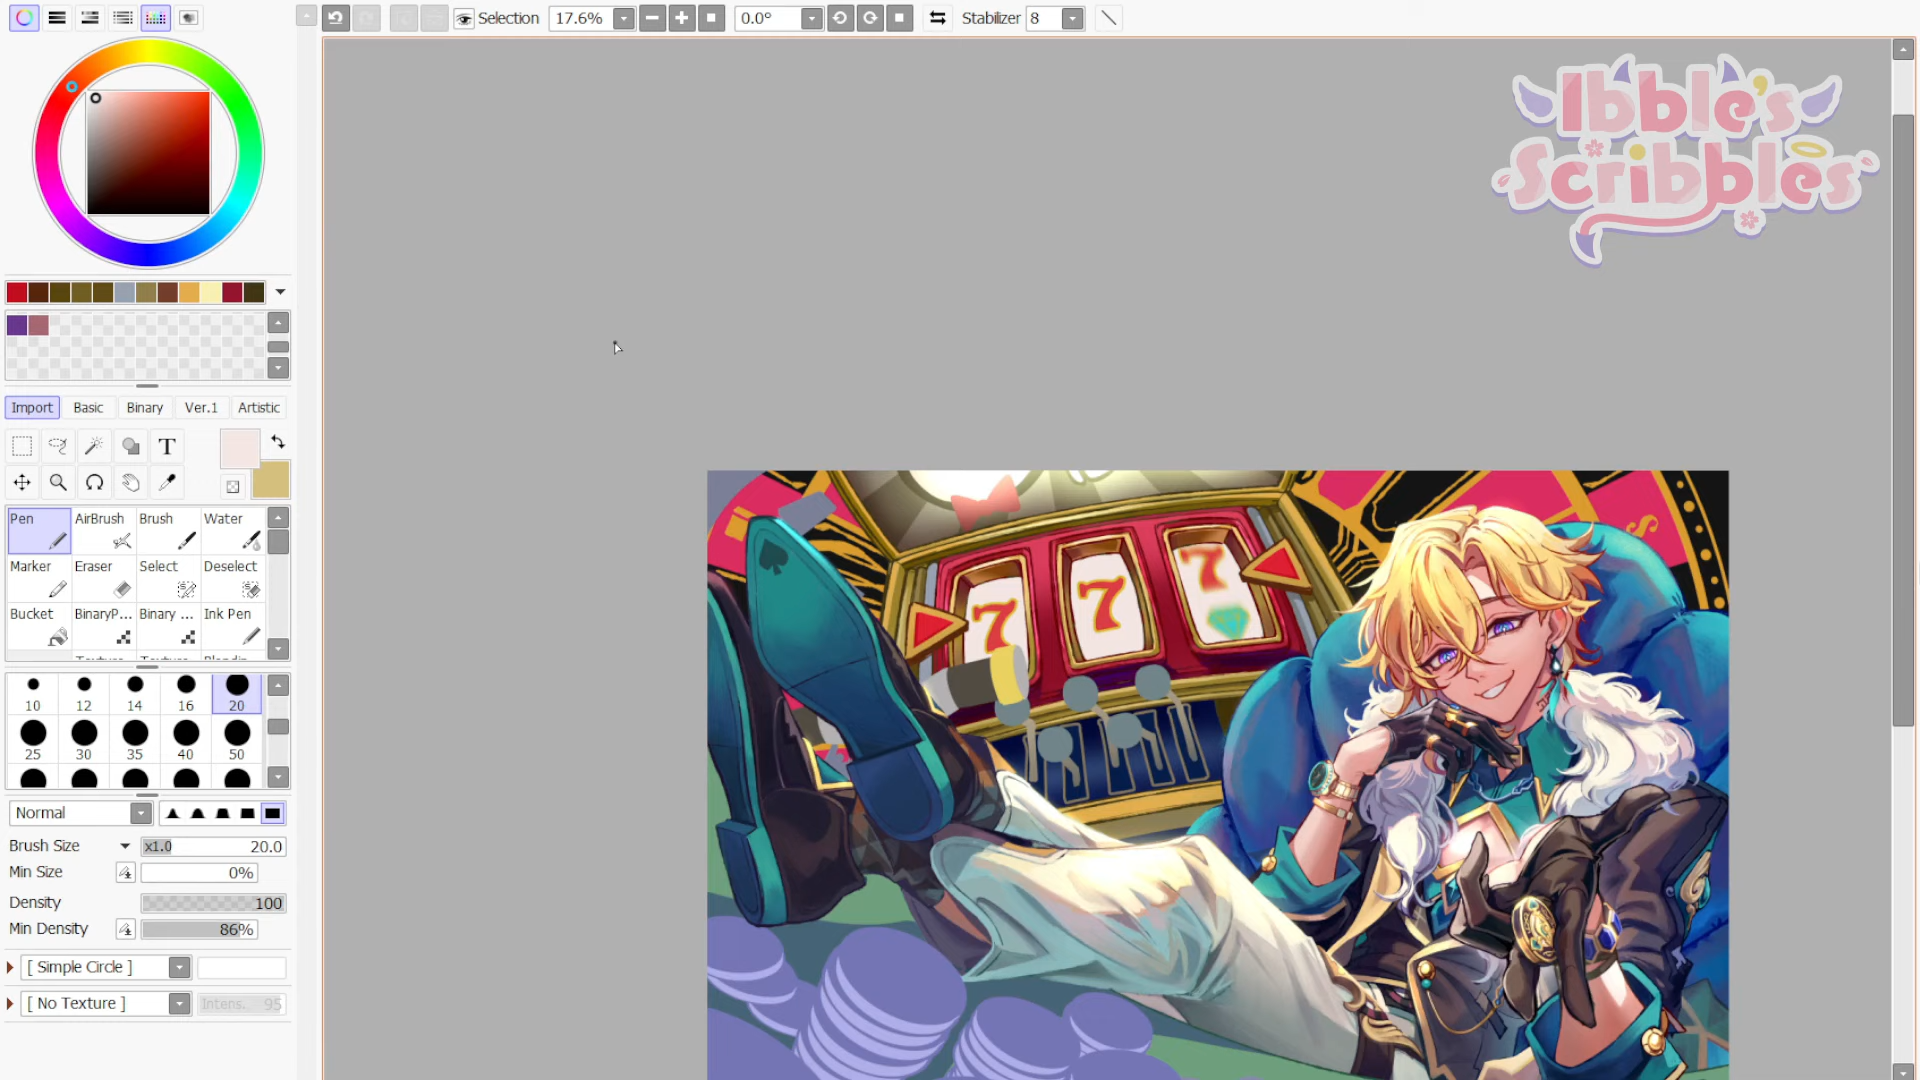 Selection 17.6% 0.0° Stabilizer 8
Ibble's
Scribbles
Import Basic Binary Ver.1 Artistic
T
Pen AirBrush Brush Water
Marker Eraser Select Deselect
Bucket BinaryP... Binary ... Ink Pen
10 12 14 16 20
25 30 35 40 50
Normal
Brush Size x1.0 20.0
Min Size 0%
Density 100
Min Density 86%
[ Simple Circle ]
[ No Texture ] Intens. 95
7 7 7